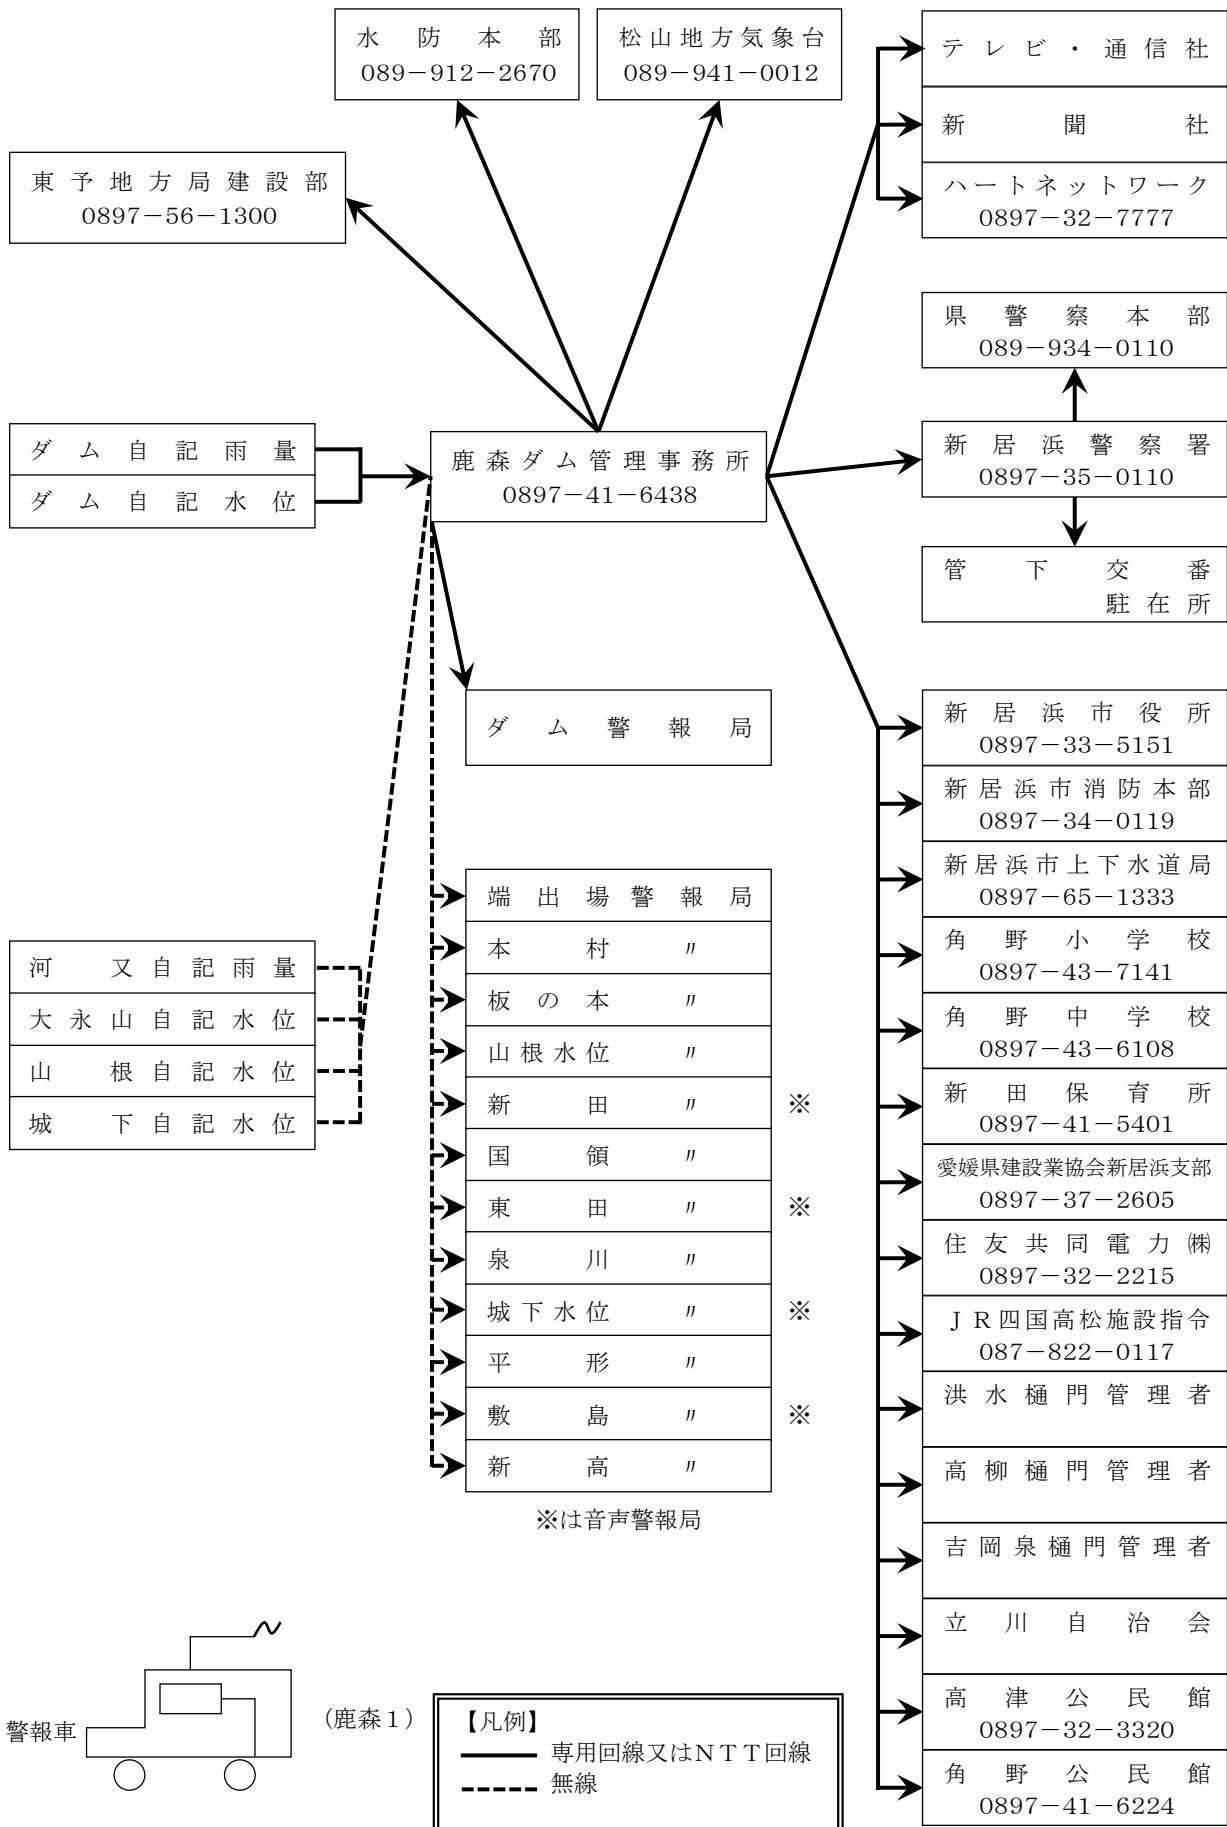 水防本部
089－912－2670
松山地方気象台
089－941－0012
テレビ・通信社
新聞社
ハートネットワーク
0897－32－7777
東予地方局建設部
0897－56－1300
県警察本部
089－934－0110
新居浜警察署
0897－35－0110
管下交番
駐在所
ダム自記雨量
ダム自記水位
鹿森ダム管理事務所
0897－41－6438
ダム警報局
端出場警報局
本村〃
板の本〃
山根水位〃
新田〃 ※
国領〃
東田〃 ※
泉川〃
城下水位〃 ※
平形〃
敷島〃 ※
新高〃
※は音声警報局
河又自記雨量
大永山自記水位
山根自記水位
城下自記水位
新居浜市役所
0897－33－5151
新居浜市消防本部
0897－34－0119
新居浜市上下水道局
0897－65－1333
角野小学校
0897－43－7141
角野中学校
0897－43－6108
新田保育所
0897－41－5401
愛媛県建設業協会新居浜支部
0897－37－2605
住友共同電力㈱
0897－32－2215
ＪＲ四国高松施設指令
087－822－0117
洪水樋門管理者
高柳樋門管理者
吉岡泉樋門管理者
立川自治会
高津公民館
0897－32－3320
角野公民館
0897－41－6224
警報車
（鹿森１）
【凡例】
専用回線又はＮＴＴ回線
無線